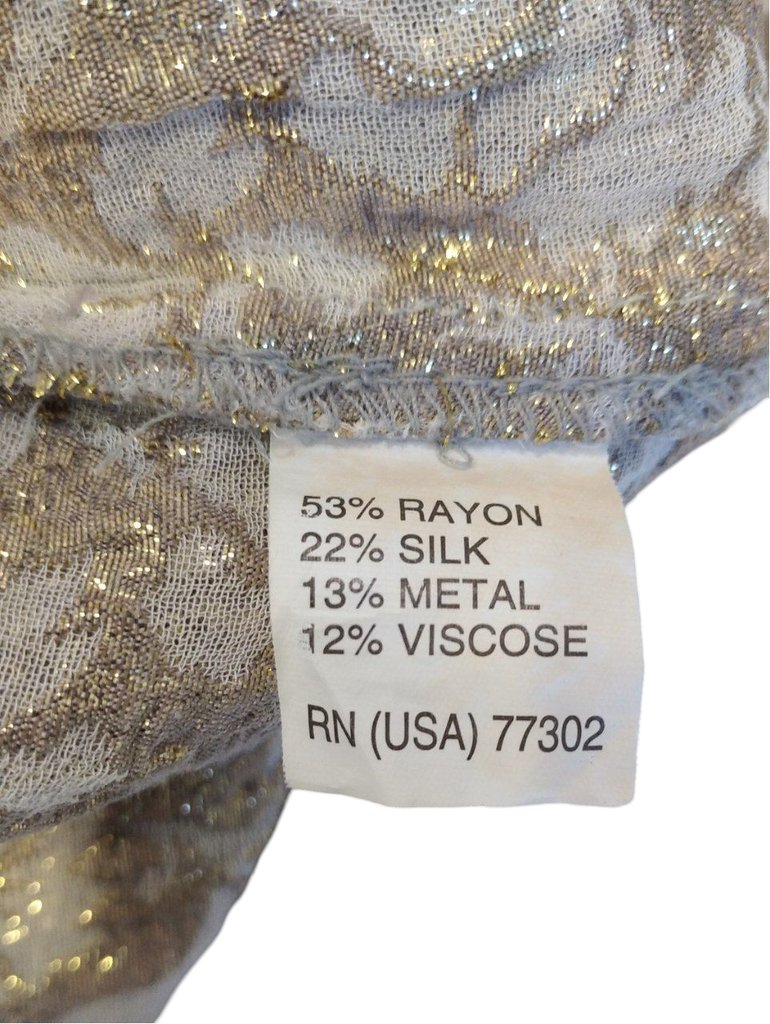 53% RAYON
22% SILK
13% METAL
12% VISCOSE
RN (USA) 77302